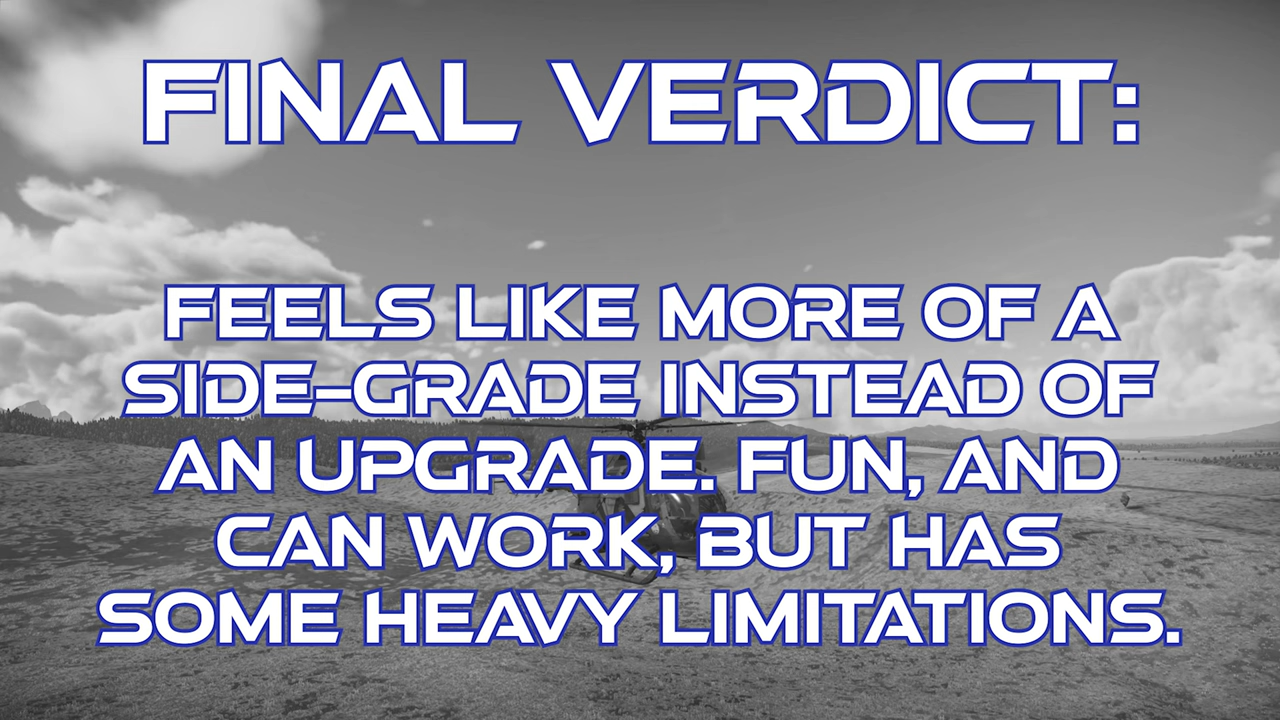 FINAL VERDICT:
FEELS LIKE MORE OF A
SIDE-GRADE INSTEAD OF
AN UPGRADE. FUN, AND
CAN WORK, BUT HAS
SOME HEAVY LIMITATIONS.